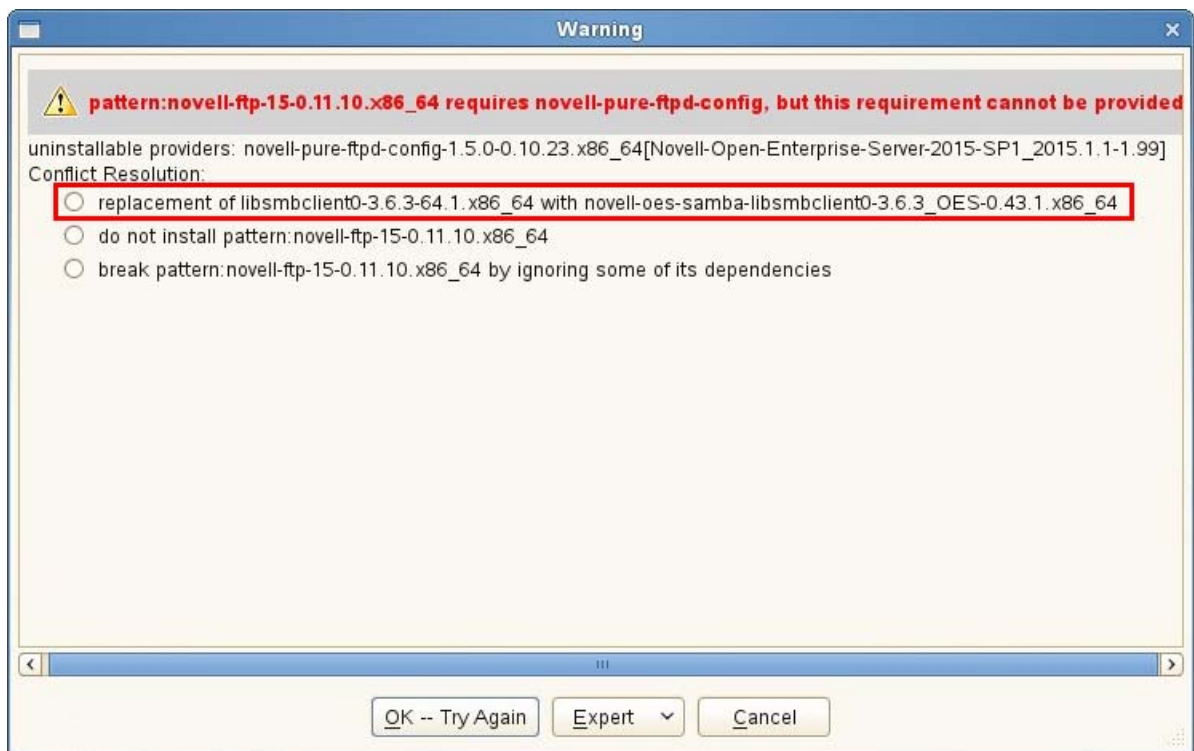 Warning
pattern:novell-ftp-15-0.11.10.x86_64 requires novell-pure-ftpd-config, but this requirement cannot be provided
uninstallable providers: novell-pure-ftpd-config-1.5.0-0.10.23.x86_64[Novell-Open-Enterprise-Server-2015-SP1_2015.1.1-1.99]
Conflict Resolution:
replacement of libsmbclient0-3.6.3-64.1.x86_64 with novell-oes-samba-libsmbclient0-3.6.3_OES-0.43.1.x86_64
do not install pattern:novell-ftp-15-0.11.10.x86_64
break pattern:novell-ftp-15-0.11.10.x86_64 by ignoring some of its dependencies
OK -- Try Again Expert Cancel